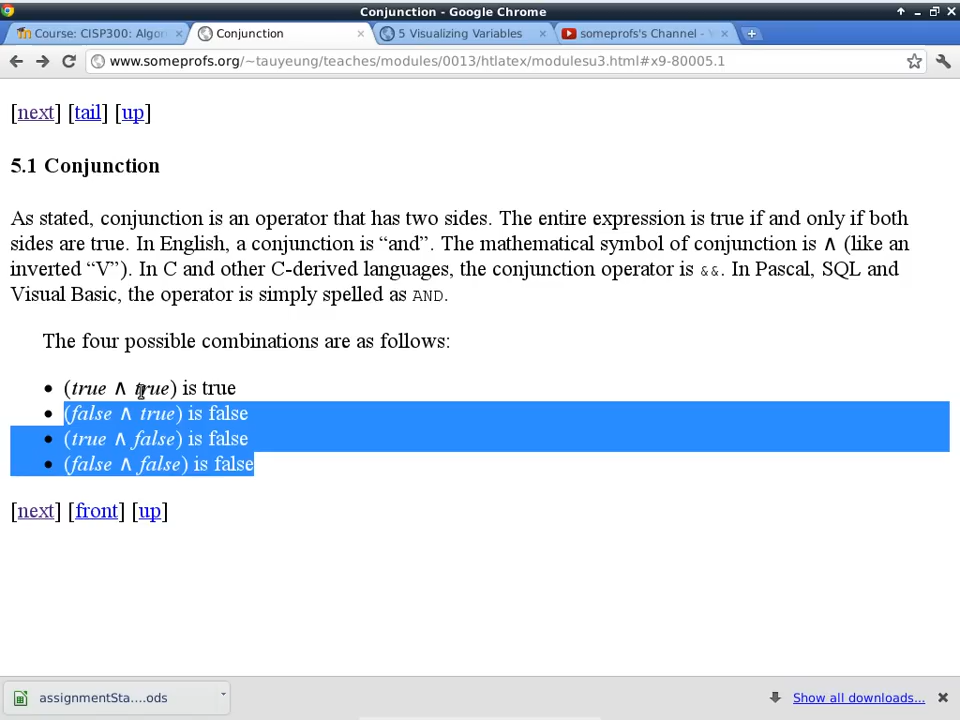 Conjunction - Google Chrome
Course: CISP300: Algor
Conjunction
5 Visualizing Variables
someprofs's Channel -
www.someprofs.org/~tauyeung/teaches/modules/0013/htlatex/modulesu3.html#x9-80005.1
[next] [tail] [up]
5.1 Conjunction
As stated, conjunction is an operator that has two sides. The entire expression is true if and only if both
sides are true. In English, a conjunction is “and”. The mathematical symbol of conjunction is ∧ (like an
inverted “V”). In C and other C-derived languages, the conjunction operator is &&. In Pascal, SQL and
Visual Basic, the operator is simply spelled as AND.
The four possible combinations are as follows:
• (true ∧ true) is true
• (false ∧ true) is false
• (true ∧ false) is false
• (false ∧ false) is false
[next] [front] [up]
assignmentSta....ods
Show all downloads...